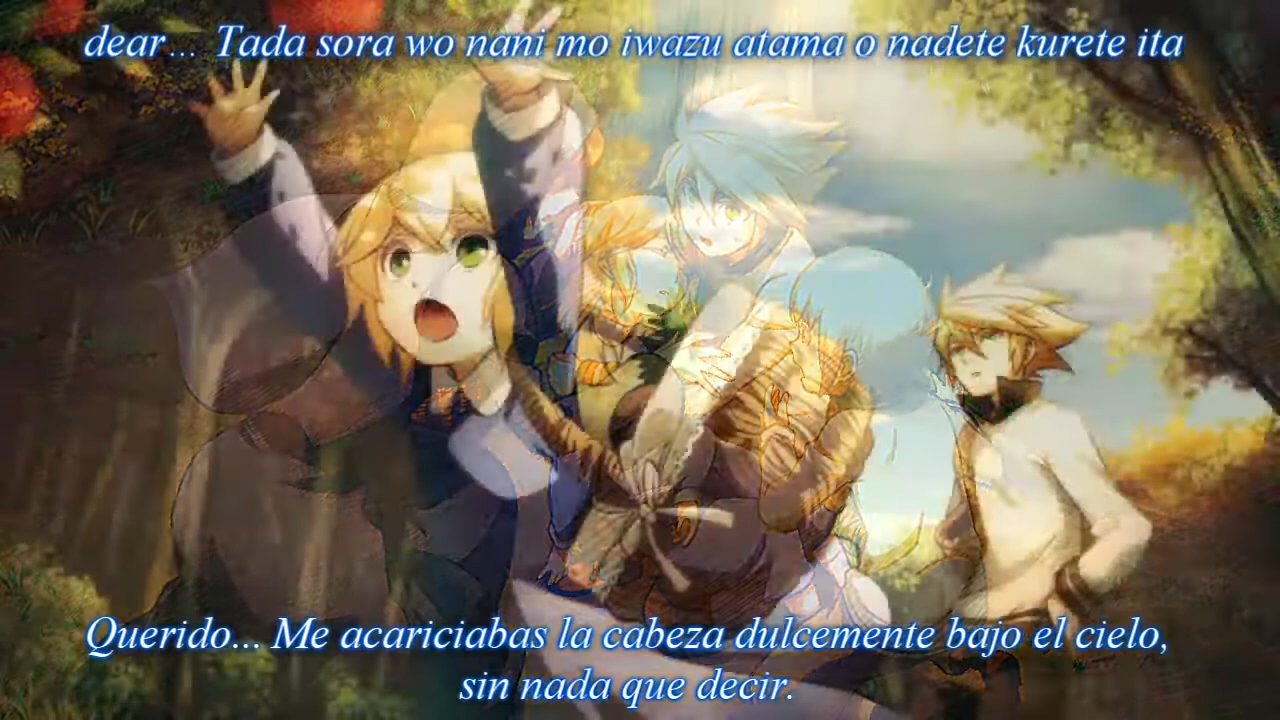 dear... Tada sora wo nani mo iwazu atama o nadete kurete ita
Querido... Me acariciabas la cabeza dulcemente bajo el cielo,
sin nada que decir.